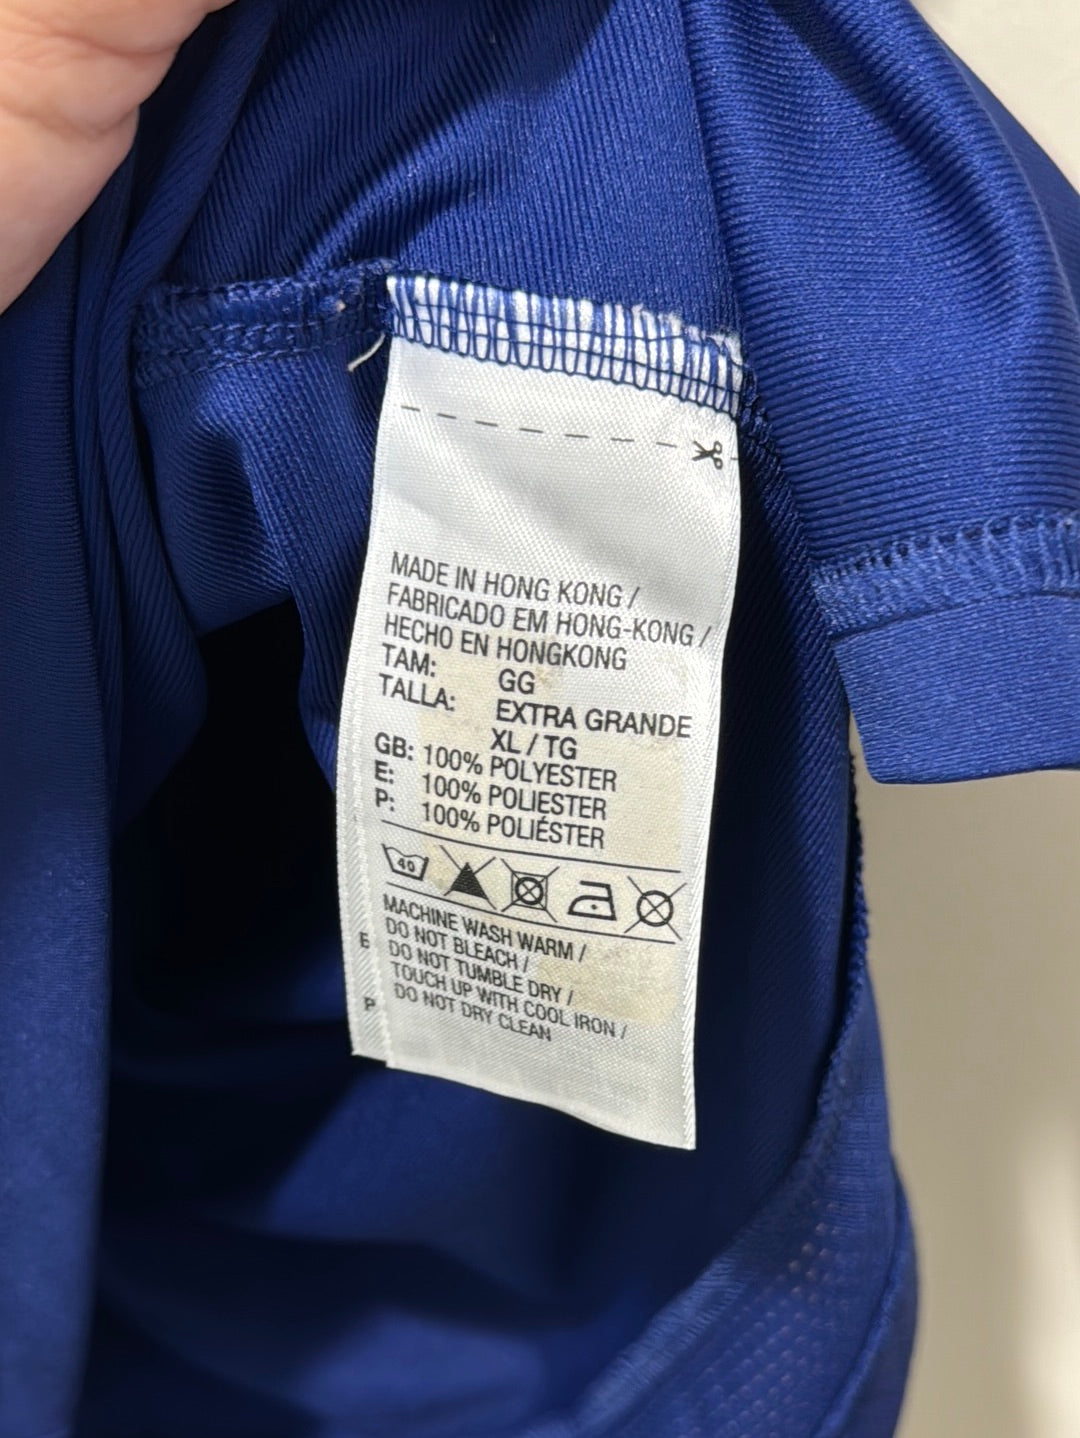 MADE IN HONG KONG /
FABRICADO EM HONG-KONG /
HECHO EN HONGKONG
TAM: GG
TALLA: EXTRA GRANDE
XL / TG
GB: 100% POLYESTER
E: 100% POLIESTER
P: 100% POLIÉSTER
40
MACHINE WASH WARM /
DO NOT BLEACH /
DO NOT TUMBLE DRY /
TOUCH UP WITH COOL IRON /
DO NOT DRY CLEAN
E
P